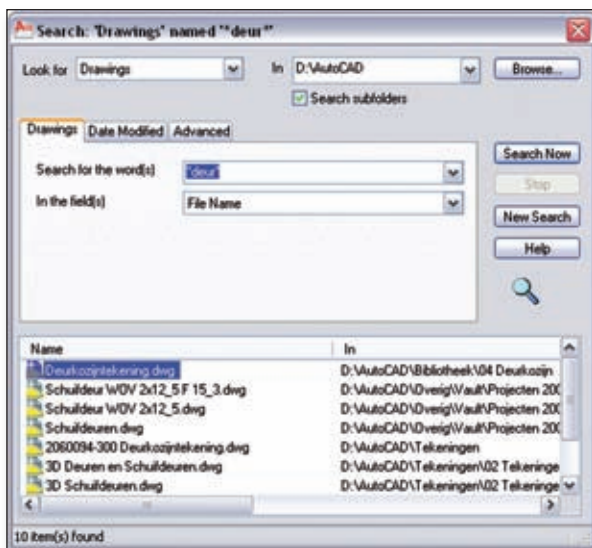 Search: 'Drawings' named "*deur*"
Look for Drawings In D:\AutoCAD Browse...
Search subfolders
Drawings Date Modified Advanced
Search for the word(s) *deur*
In the field(s) File Name
Search Now
Stop
New Search
Help
Name In
Deurkozijntekening.dwg D:\AutoCAD\Bibliotheek\04 Deurkozijn
Schuifdeur WOV 2x12_5 F 15_3.dwg D:\AutoCAD\Overig\Vault\Projecten 200
Schuifdeur WOV 2x12_5.dwg D:\AutoCAD\Overig\Vault\Projecten 200
Schuifdeuren.dwg D:\AutoCAD\Overig\Vault\Projecten 200
2060094-300 Deurkozijntekening.dwg D:\AutoCAD\Tekeningen
3D Deuren en Schuifdeuren.dwg D:\AutoCAD\Tekeningen\02 Tekeninge
3D Schuifdeuren.dwg D:\AutoCAD\Tekeningen\02 Tekeninge
10 item(s) found